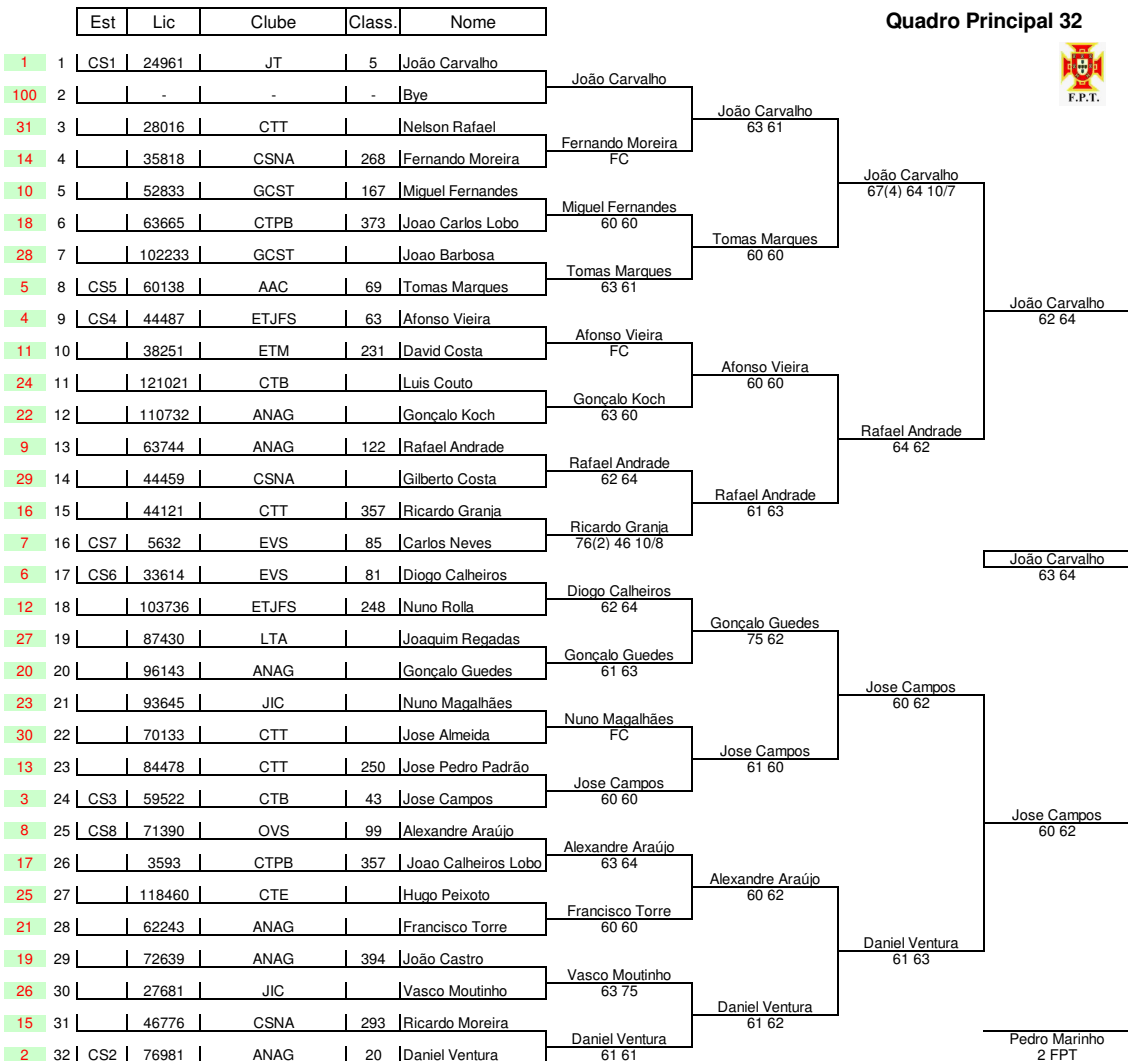 Est Lic Clube Class. Nome
Quadro Principal 32
F.P.T.
1 1 CS1 24961 JT 5 João Carvalho
100 2 - - - Bye
31 3 28016 CTT Nelson Rafael
14 4 35818 CSNA 268 Fernando Moreira
10 5 52833 GCST 167 Miguel Fernandes
18 6 63665 CTPB 373 Joao Carlos Lobo
28 7 102233 GCST Joao Barbosa
5 8 CS5 60138 AAC 69 Tomas Marques
4 9 CS4 44487 ETJFS 63 Afonso Vieira
11 10 38251 ETM 231 David Costa
24 11 121021 CTB Luis Couto
22 12 110732 ANAG Gonçalo Koch
9 13 63744 ANAG 122 Rafael Andrade
29 14 44459 CSNA Gilberto Costa
16 15 44121 CTT 357 Ricardo Granja
7 16 CS7 5632 EVS 85 Carlos Neves
6 17 CS6 33614 EVS 81 Diogo Calheiros
12 18 103736 ETJFS 248 Nuno Rolla
27 19 87430 LTA Joaquim Regadas
20 20 96143 ANAG Gonçalo Guedes
23 21 93645 JIC Nuno Magalhães
30 22 70133 CTT Jose Almeida
13 23 84478 CTT 250 Jose Pedro Padrão
3 24 CS3 59522 CTB 43 Jose Campos
8 25 CS8 71390 OVS 99 Alexandre Araújo
17 26 3593 CTPB 357 Joao Calheiros Lobo
25 27 118460 CTE Hugo Peixoto
21 28 62243 ANAG Francisco Torre
19 29 72639 ANAG 394 João Castro
26 30 27681 JIC Vasco Moutinho
15 31 46776 CSNA 293 Ricardo Moreira
2 32 CS2 76981 ANAG 20 Daniel Ventura
João Carvalho
Fernando Moreira
FC
Miguel Fernandes
60 60
Tomas Marques
63 61
Afonso Vieira
FC
Gonçalo Koch
63 60
Rafael Andrade
62 64
Ricardo Granja
76(2) 46 10/8
Diogo Calheiros
62 64
Gonçalo Guedes
61 63
Nuno Magalhães
FC
Jose Campos
60 60
Alexandre Araújo
63 64
Francisco Torre
60 60
Vasco Moutinho
63 75
Daniel Ventura
61 61
João Carvalho
63 61
Tomas Marques
60 60
Afonso Vieira
60 60
Rafael Andrade
61 63
Gonçalo Guedes
75 62
Jose Campos
61 60
Alexandre Araújo
60 62
Daniel Ventura
61 62
João Carvalho
67(4) 64 10/7
Rafael Andrade
64 62
Jose Campos
60 62
Daniel Ventura
61 63
João Carvalho
62 64
João Carvalho
63 64
Jose Campos
60 62
Pedro Marinho
2 FPT